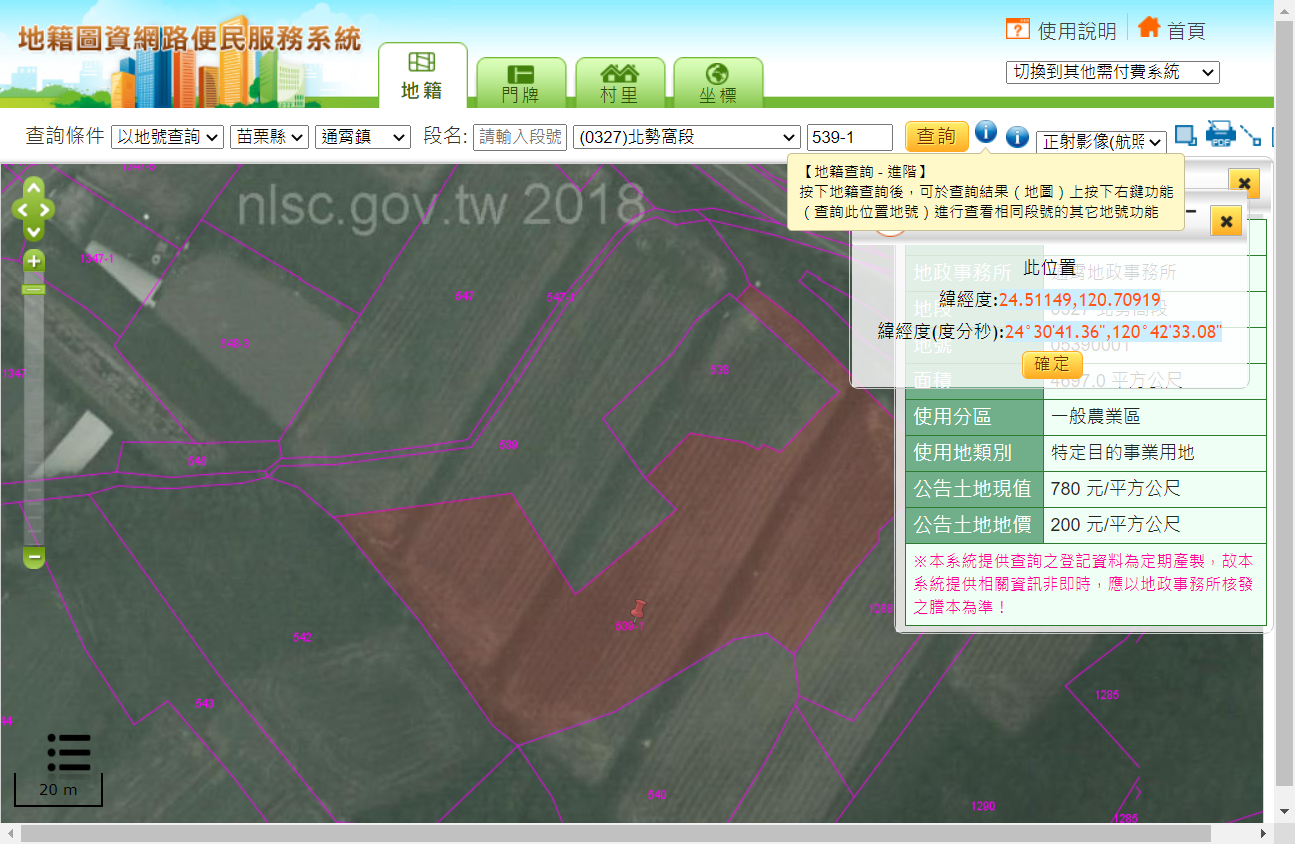 地籍圖資網路便民服務系統
地籍
門牌
村里
坐標
使用說明
首頁
切換到其他需付費系統
查詢條件
以地號查詢
苗栗縣
通霄鎮
段名:
請輸入段號
(0327)北勢窩段
539-1
查詢
正射影像(航照
【地籍查詢 - 進階】
按下地籍查詢後，可於查詢結果（地圖）上按下右鍵功能
（查詢此位置地號）進行查看相同段號的其它地號功能
nlsc.gov.tw 2018
此位置
緯經度:24.51149,120.70919
緯經度(度分秒):24°30'41.36",120°42'33.08"
確定
地政事務所
地政事務所
地段
0327 北勢窩段
地號
05390001
面積
4697.0 平方公尺
使用分區
一般農業區
使用地類別
特定目的事業用地
公告土地現值
780 元/平方公尺
公告土地地價
200 元/平方公尺
※本系統提供查詢之登記資料為定期產製，故本
系統提供相關資訊非即時，應以地政事務所核發
之謄本為準！
1347-1
547
547-1
538
539
539-1
542
543
540
1285
1290
1285
44
20 m